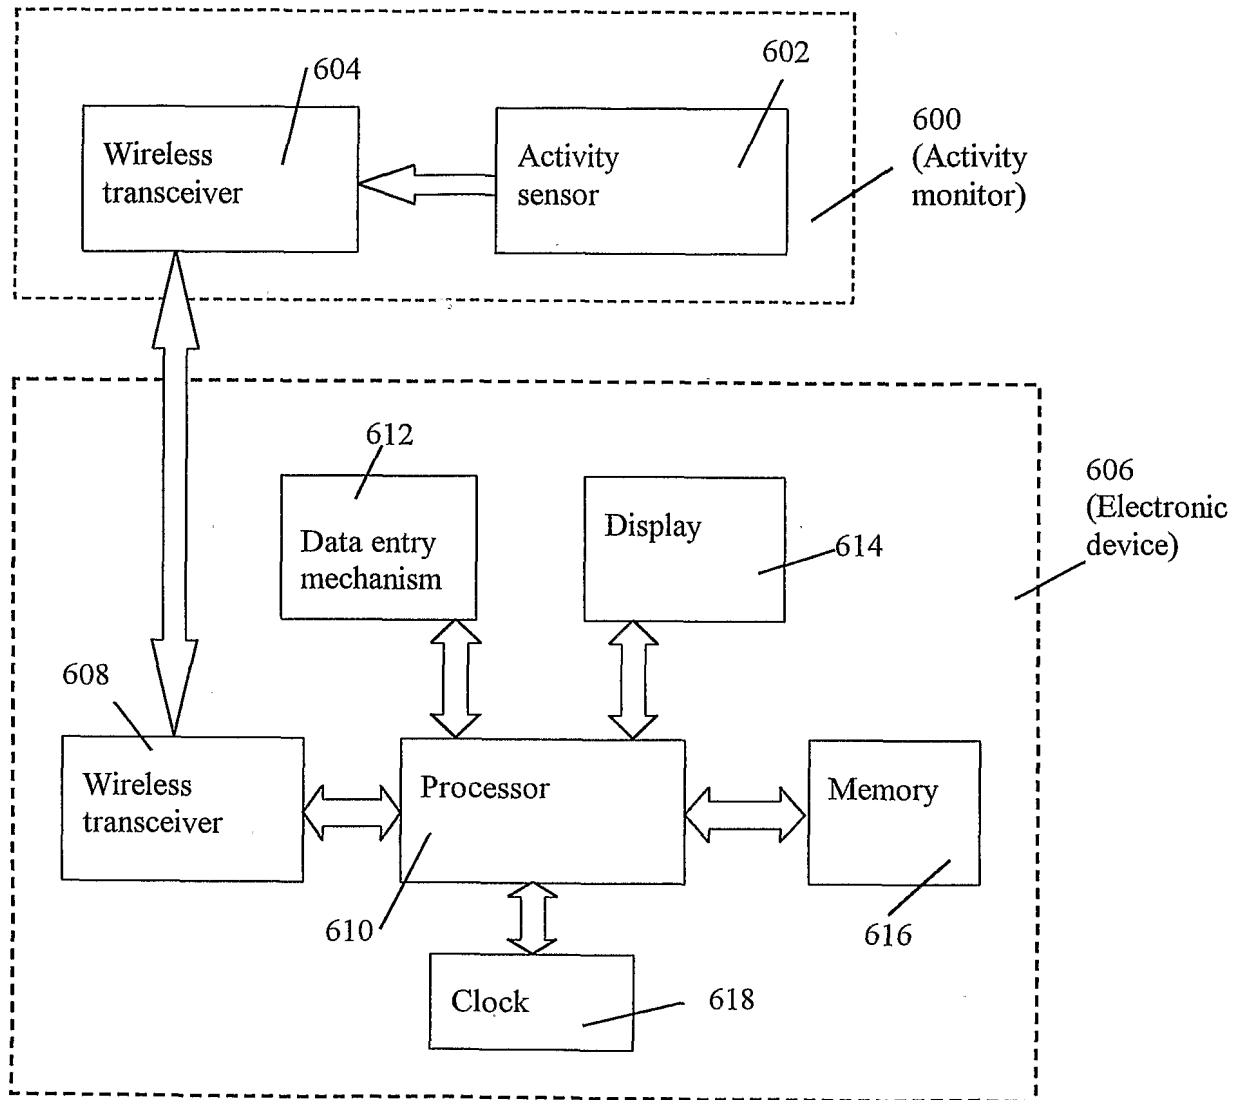 604
602
Wireless
transceiver
Activity
sensor
600
(Activity
monitor)
612
Data entry
mechanism
Display
614
606
(Electronic
device)
608
Wireless
transceiver
Processor
Memory
610
616
Clock
618